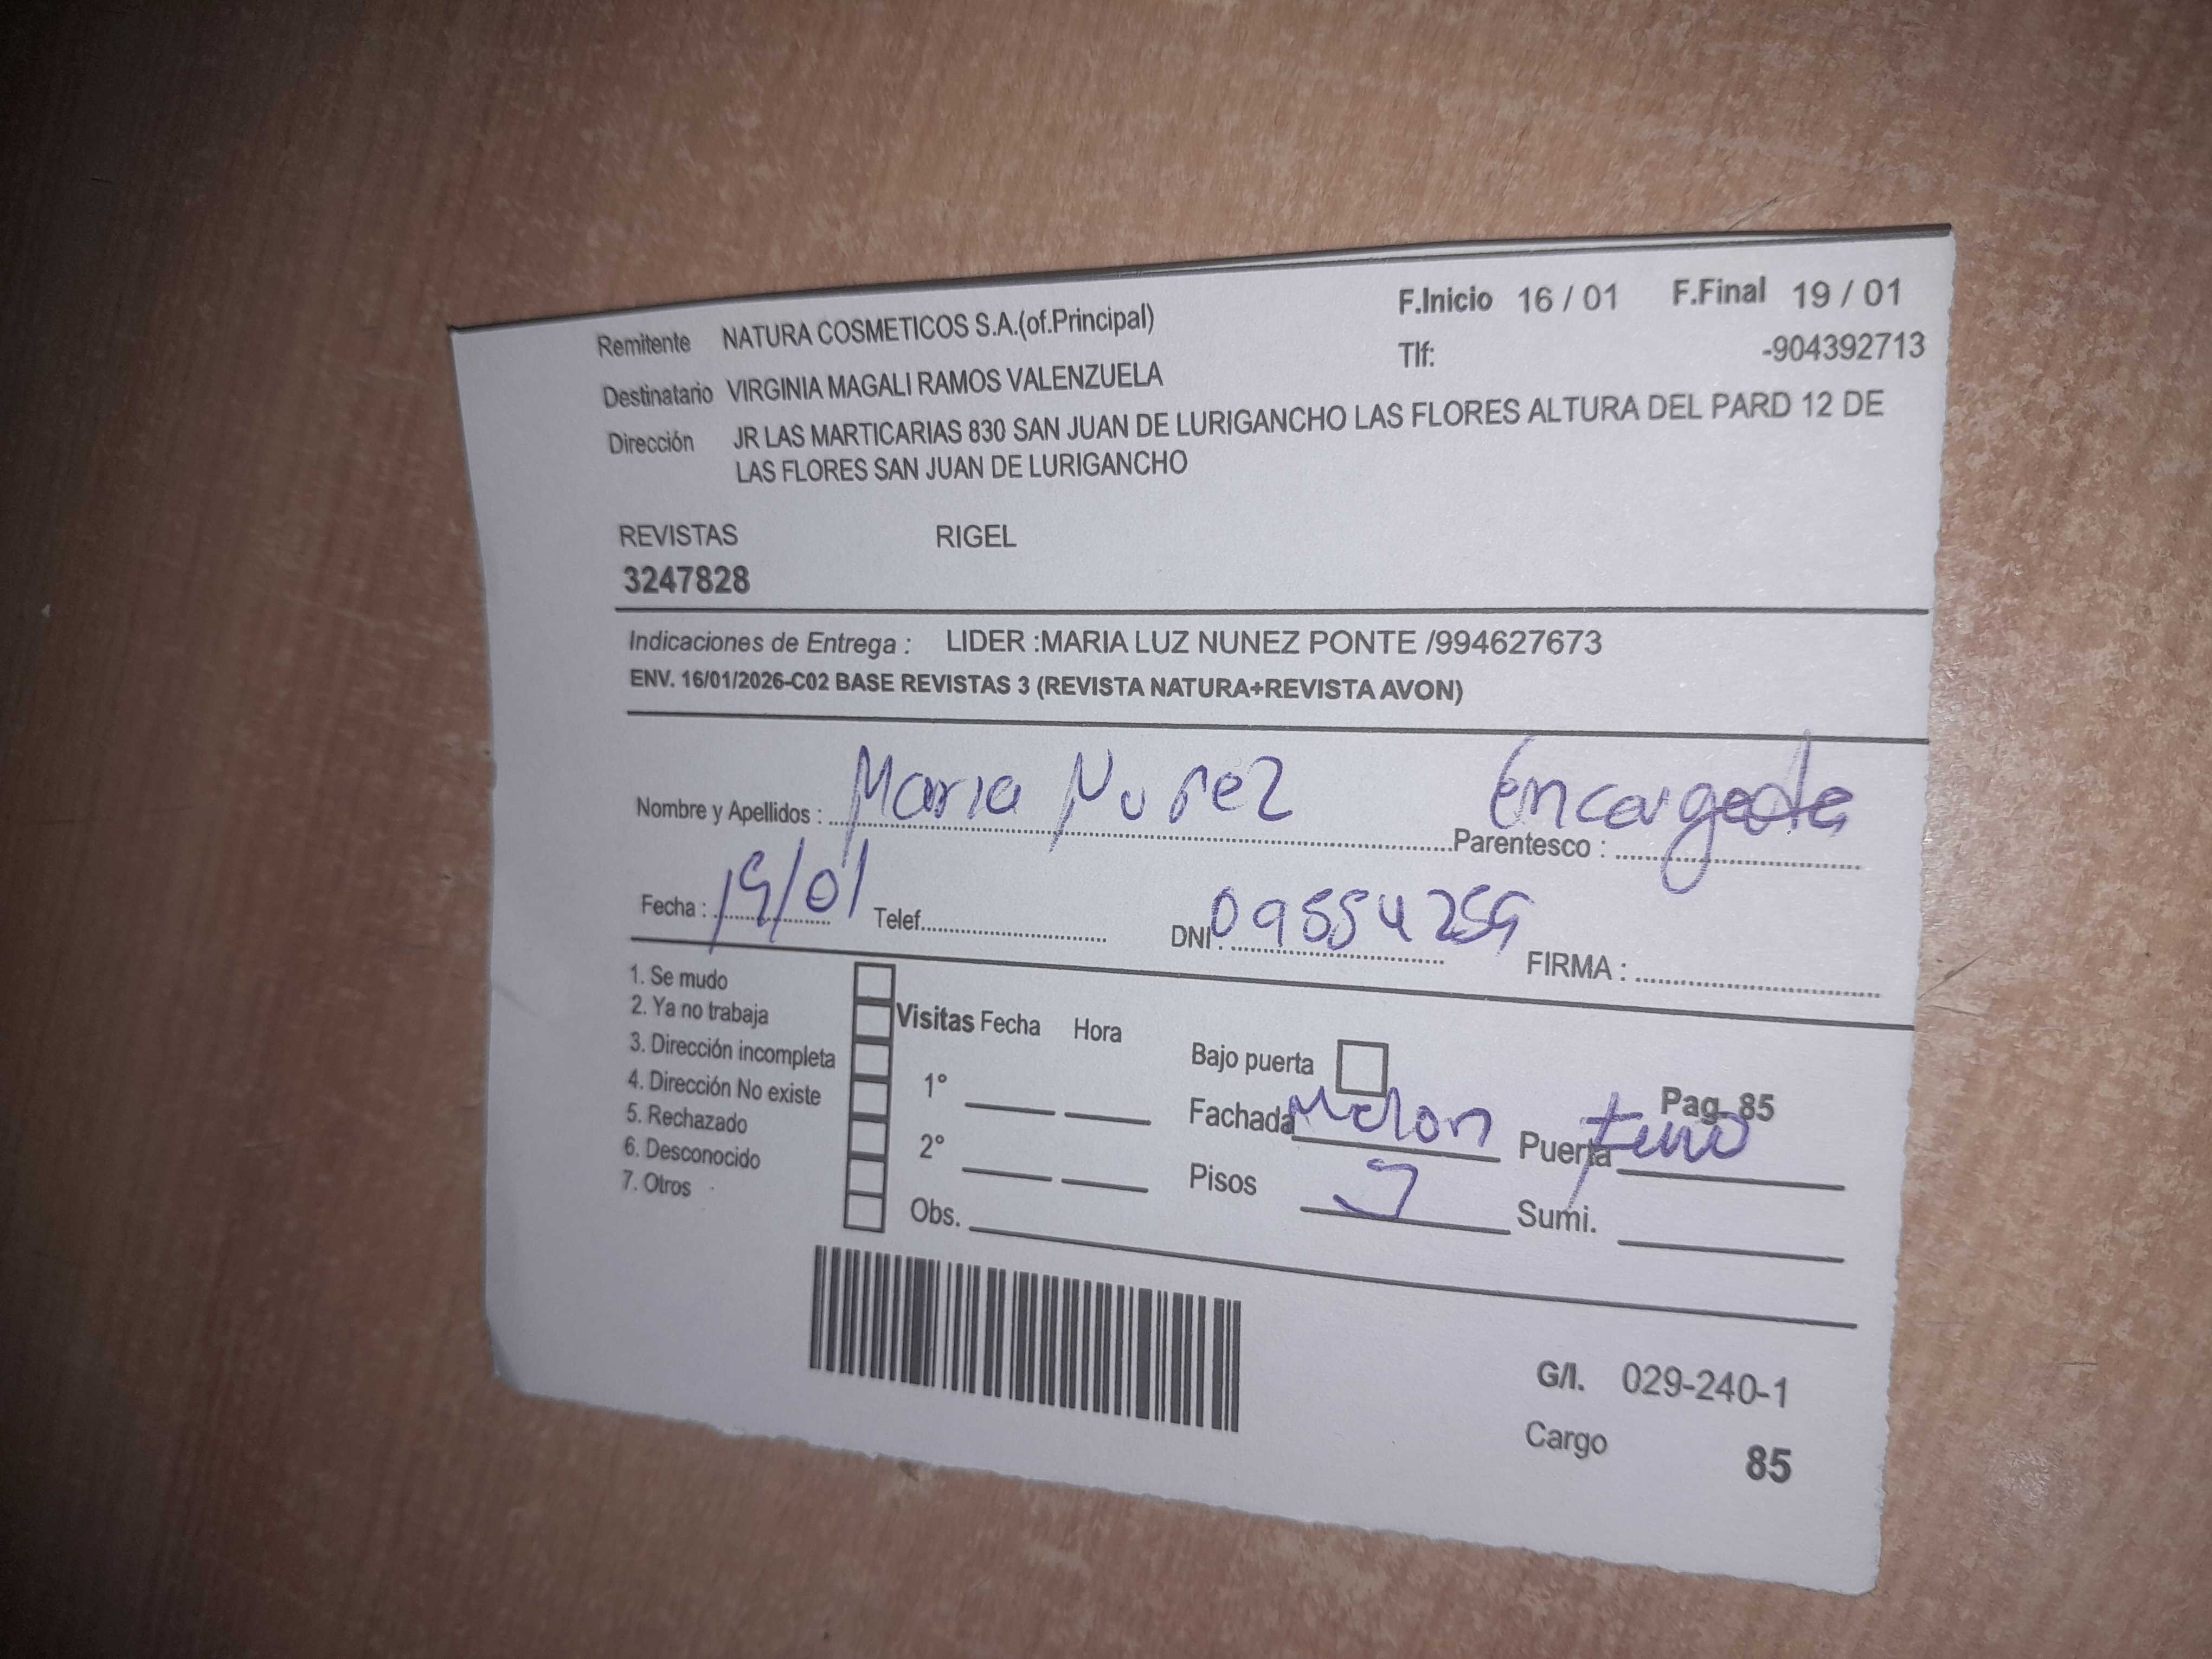 Remitente NATURA COSMETICOS S.A.(of.Principal) F.Inicio 16 / 01 F.Final 19 / 01
Destinatario VIRGINIA MAGALI RAMOS VALENZUELA Tlf: -904392713
Dirección JR LAS MARTICARIAS 830 SAN JUAN DE LURIGANCHO LAS FLORES ALTURA DEL PARD 12 DE
LAS FLORES SAN JUAN DE LURIGANCHO
REVISTAS RIGEL
3247828
Indicaciones de Entrega : LIDER :MARIA LUZ NUNEZ PONTE /994627673
ENV. 16/01/2026-C02 BASE REVISTAS 3 (REVISTA NATURA+REVISTA AVON)
Nombre y Apellidos : Maria Nuñez Parentesco : Encargada
Fecha : 19/01 Telef. DNI : 09554259 FIRMA :
1. Se mudo
2. Ya no trabaja
3. Dirección incompleta
4. Dirección No existe
5. Rechazado
6. Desconocido
7. Otros
Visitas Fecha Hora
1°
2°
Obs.
Bajo puerta
Pag. 85
Fachada Melon Puerta
Pisos Sumi.
G/I. 029-240-1
Cargo 85